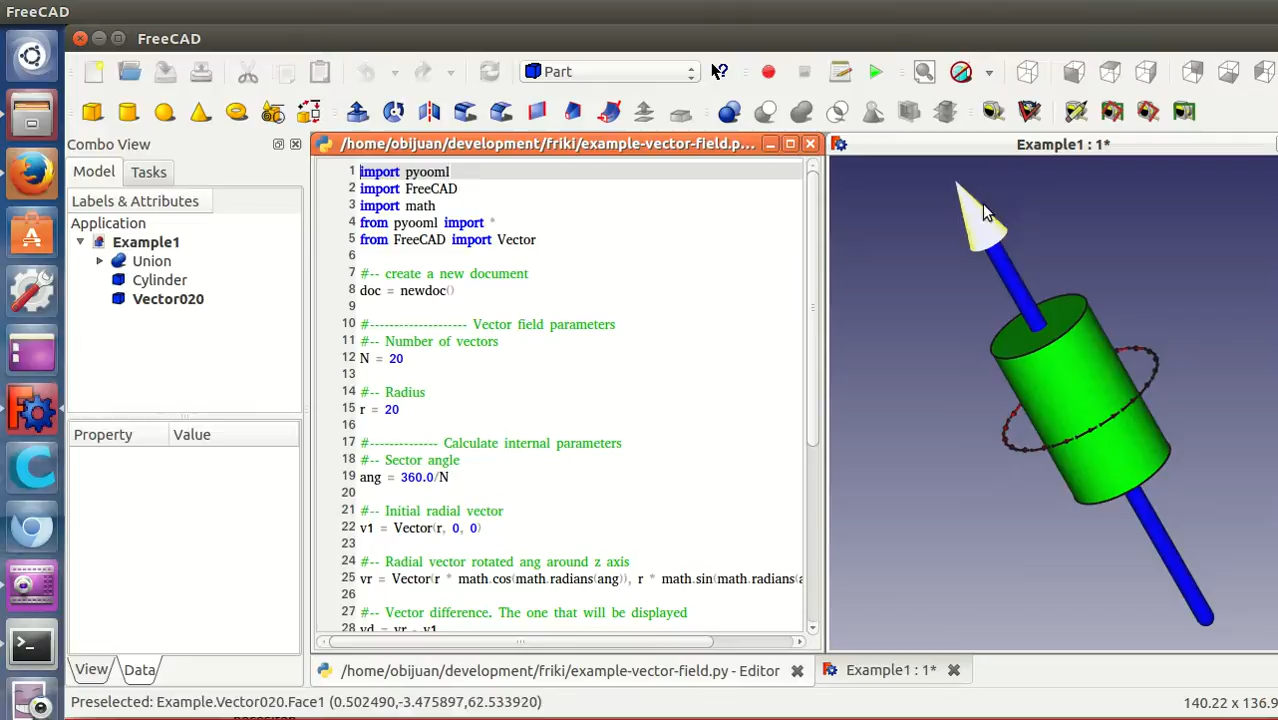 FreeCAD
FreeCAD
Part
Combo View
Model
Tasks
Labels & Attributes
Application
Example1
Union
Cylinder
Vector020
Property
Value
View
Data
/home/obijuan/development/friki/example-vector-field.p...
1 import pyooml
2 import FreeCAD
3 import math
4 from pyooml import *
5 from FreeCAD import Vector
6
7 #-- create a new document
8 doc = newdoc()
9
10 #------------------- Vector field parameters
11 #-- Number of vectors
12 N = 20
13
14 #-- Radius
15 r = 20
16
17 #-------------- Calculate internal parameters
18 #-- Sector angle
19 ang = 360.0/N
20
21 #-- Initial radial vector
22 v1 = Vector(r, 0, 0)
23
24 #-- Radial vector rotated ang around z axis
25 vr = Vector(r * math.cos(math.radians(ang)), r * math.sin(math.radians(a
26
27 #-- Vector difference. The one that will be displayed
28 vd = vr - v1
/home/obijuan/development/friki/example-vector-field.py - Editor
Example1 : 1*
Example1 : 1*
Preselected: Example.Vector020.Face1 (0.502490,-3.475897,62.533920)
140.22 x 136.9